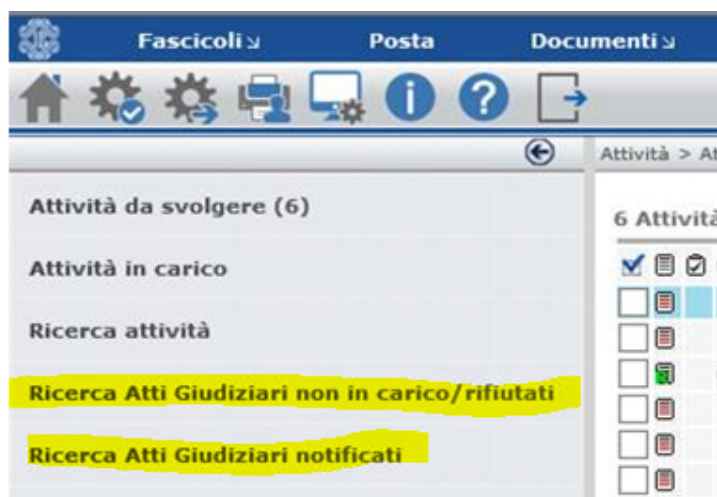 Fascicoli Posta Documenti
Attività > At
Attività da svolgere (6)
6 Attività
Attività in carico
Ricerca attività
Ricerca Atti Giudiziari non in carico/rifiutati
Ricerca Atti Giudiziari notificati